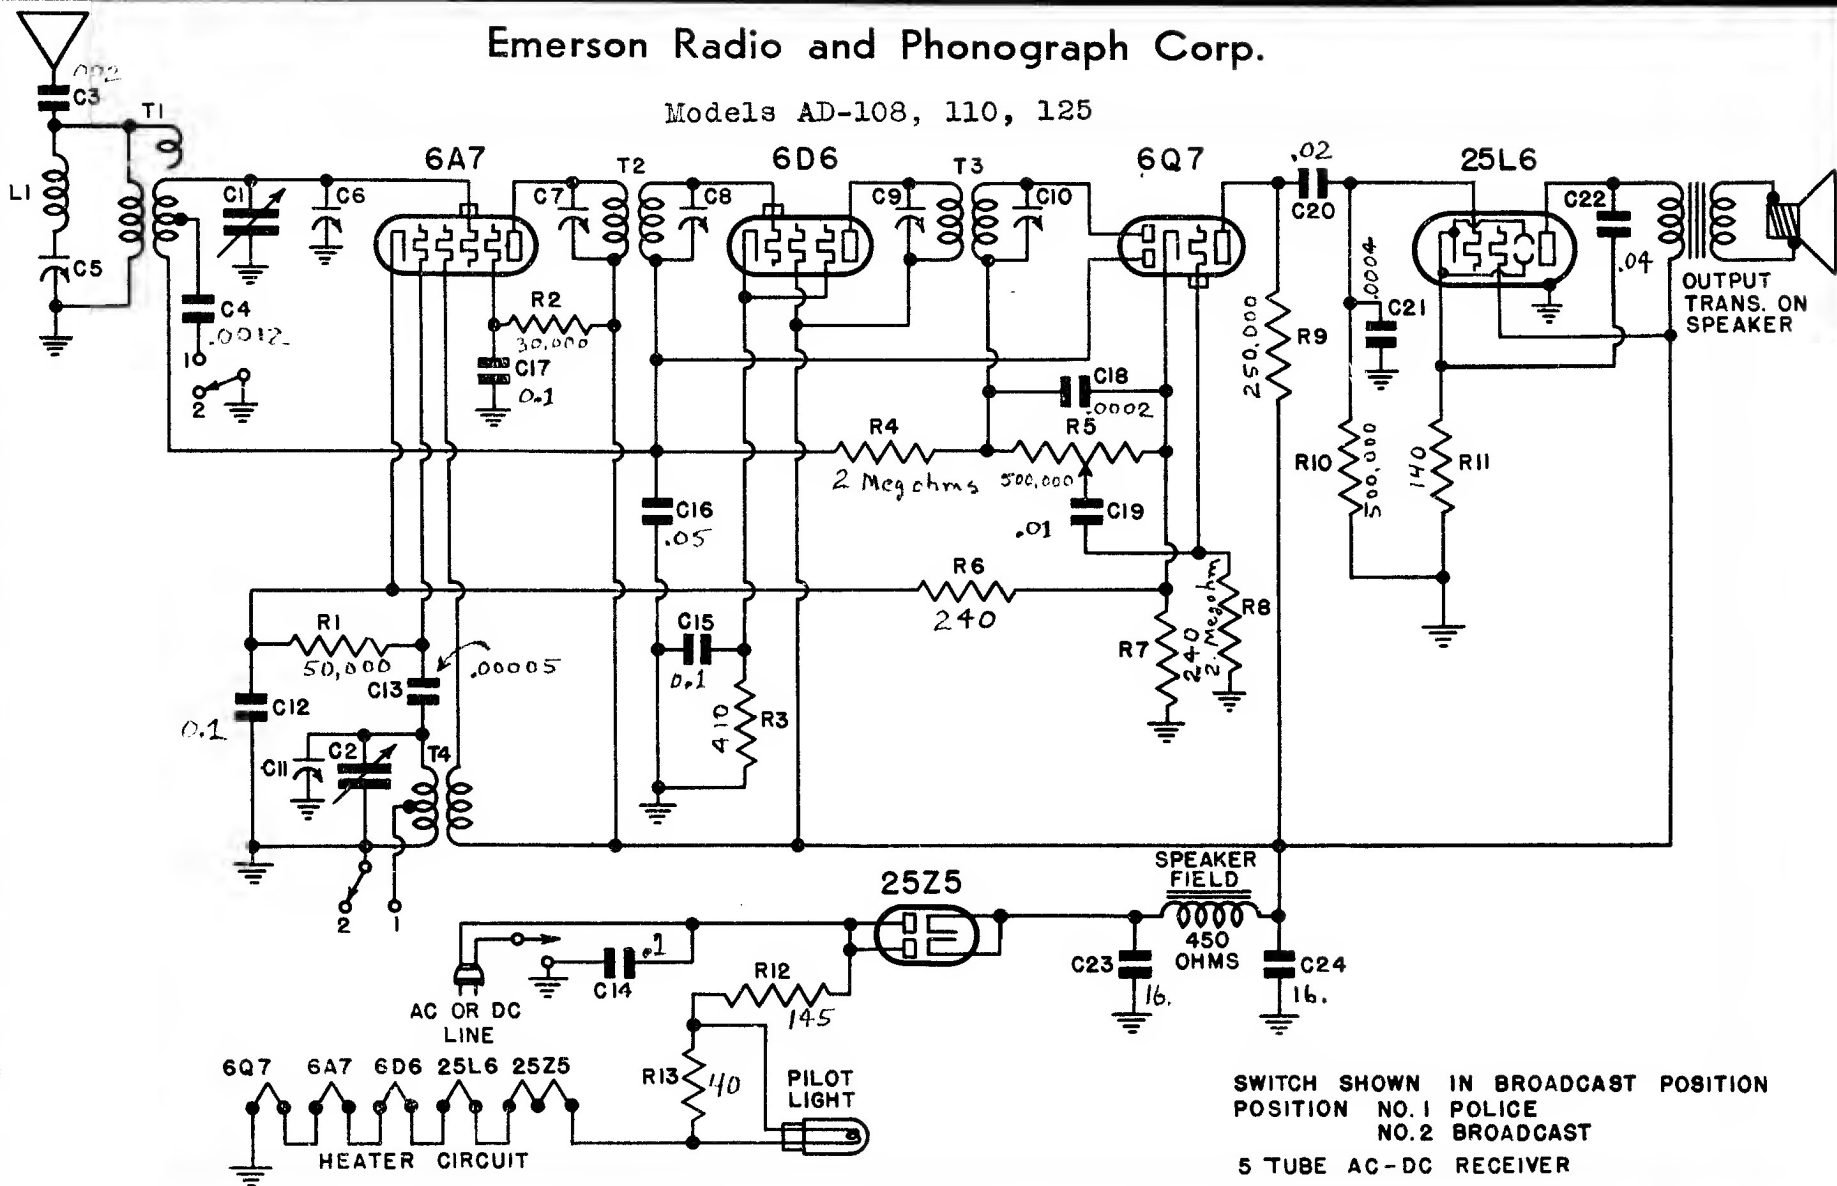 Emerson Radio and Phonograph Corp.
Models AD-108, 110, 125
.002
C3
T1
L1
C5
C4
.0012
1
2
C1
C6
6A7
C7
T2
C8
6D6
C9
T3
C10
6Q7
.02
C20
25L6
C22
.04
OUTPUT
TRANS. ON
SPEAKER
R2
30,000
C17
0.1
C18
.0002
R9
250,000
.0004
C21
R4
2 Megohms
R5
500,000
C19
.01
R10
500,000
R11
140
C16
.05
R6
240
R7
240
R8
2. Megohm
R1
50,000
.00005
C13
C12
0.1
C15
0.1
R3
410
C11
C2
T4
2
1
25Z5
SPEAKER
FIELD
450
OHMS
C23
16.
C24
16.
.1
C14
AC OR DC
LINE
R12
145
R13
40
PILOT
LIGHT
6Q7 6A7 6D6 25L6 25Z5
HEATER CIRCUIT
SWITCH SHOWN IN BROADCAST POSITION
POSITION NO. 1 POLICE
NO. 2 BROADCAST
5 TUBE AC-DC RECEIVER